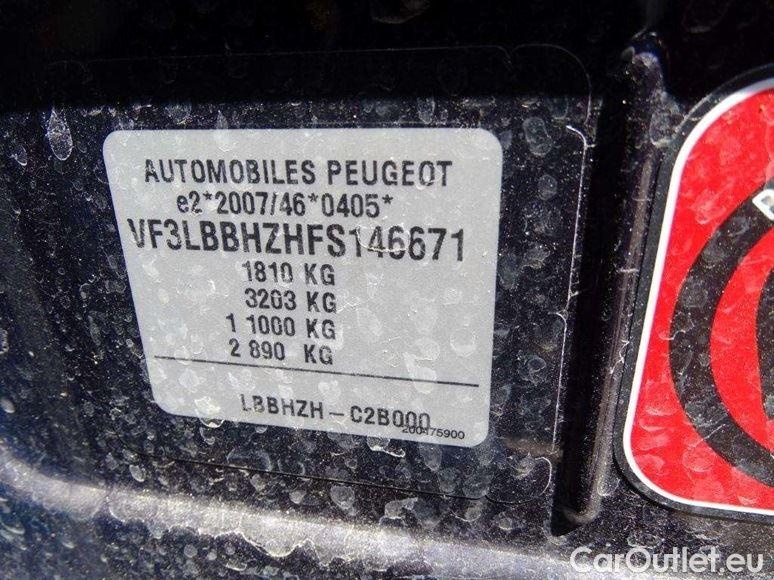 AUTOMOBILES PEUGEOT
e2*2007/46*0405*
VF3LBBHZHFS146671
1810 KG
3203 KG
1 1000 KG
2 890 KG
LBBHZH - C2B000
200475900
CarOutlet.eu